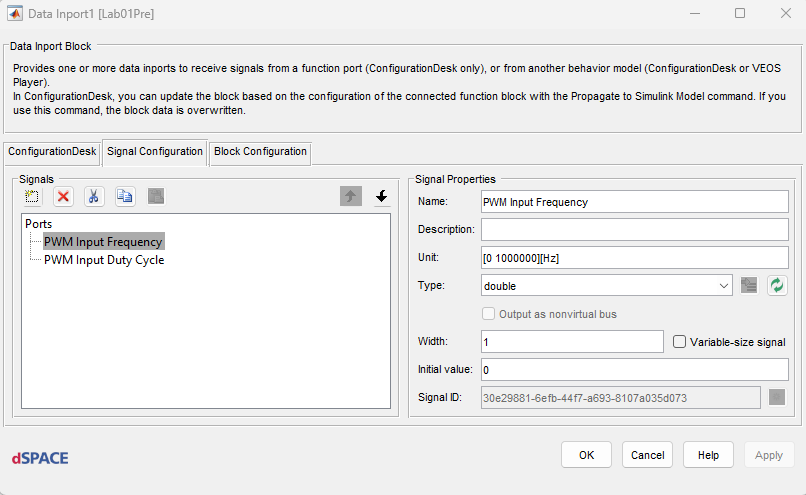 Data Inport1 [Lab01Pre]
Data Inport Block
Provides one or more data inports to receive signals from a function port (ConfigurationDesk only), or from another behavior model (ConfigurationDesk or VEOS
Player).
In ConfigurationDesk, you can update the block based on the configuration of the connected function block with the Propagate to Simulink Model command. If you
use this command, the block data is overwritten.
ConfigurationDesk Signal Configuration Block Configuration
Signals
Ports
PWM Input Frequency
PWM Input Duty Cycle
Signal Properties
Name: PWM Input Frequency
Description:
Unit: [0 1000000][Hz]
Type: double
Output as nonvirtual bus
Width: 1 Variable-size signal
Initial value: 0
Signal ID: 30e29881-6efb-44f7-a693-8107a035d073
dSPACE
OK Cancel Help Apply